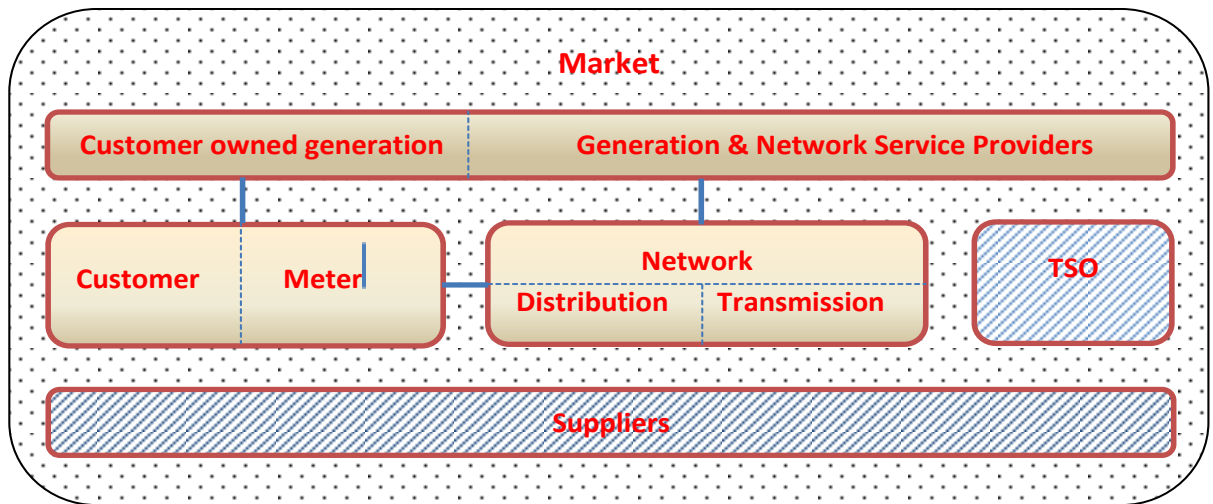 Market
Customer owned generation
Generation & Network Service Providers
Customer
Meter
Network
Distribution
Transmission
TSO
Suppliers